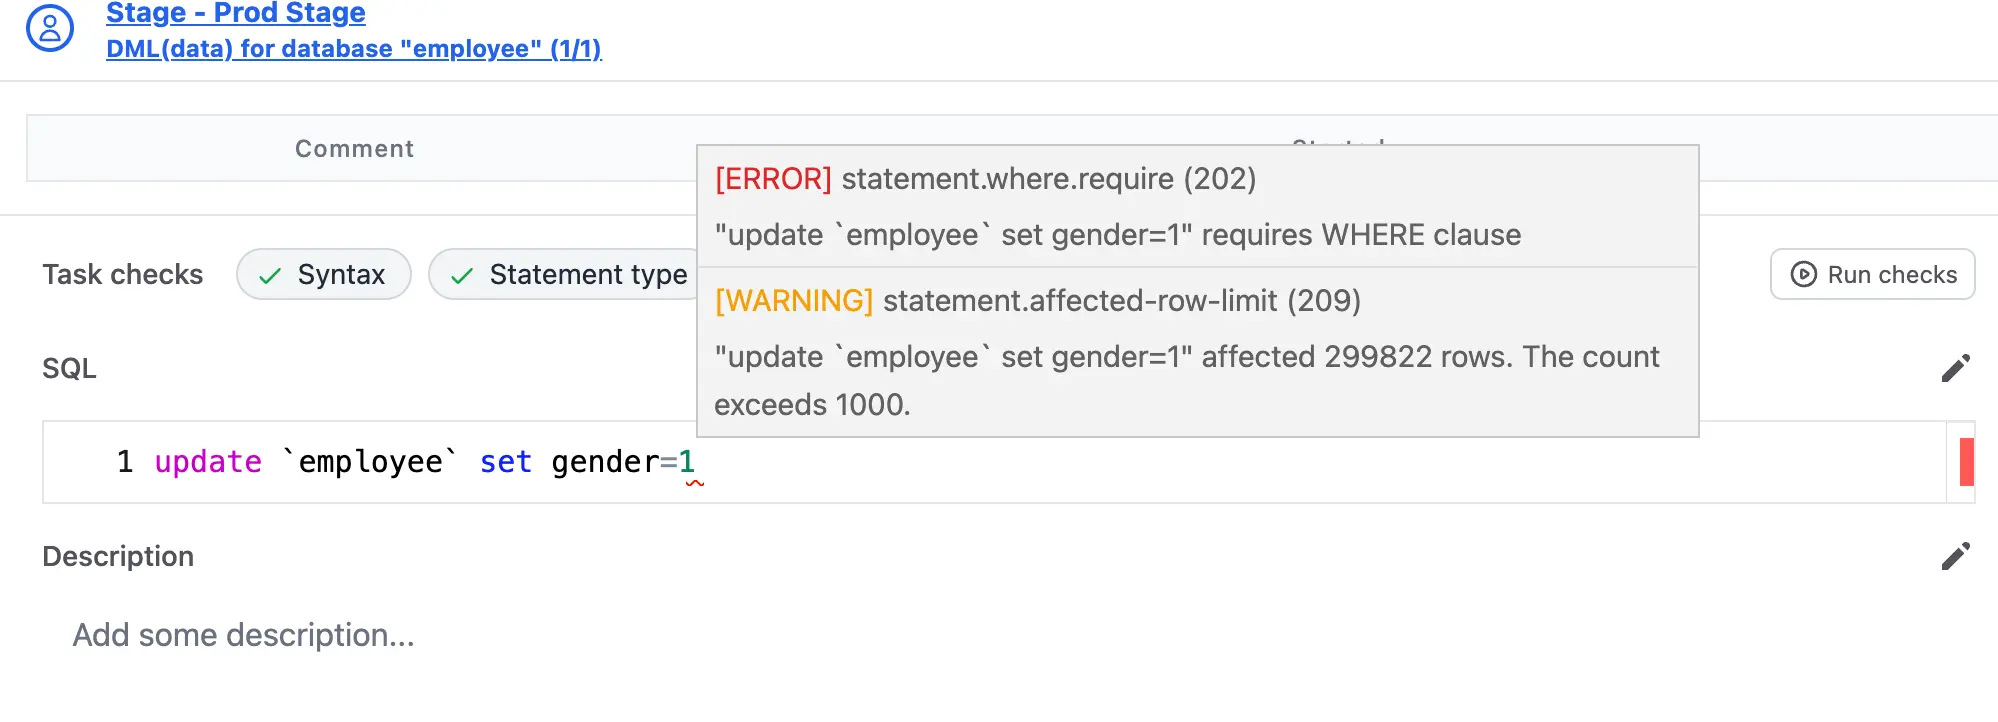 Stage - Prod Stage
DML(data) for database "employee" (1/1)
Comment
[ERROR] statement.where.require (202)
"update `employee` set gender=1" requires WHERE clause
[WARNING] statement.affected-row-limit (209)
"update `employee` set gender=1" affected 299822 rows. The count
exceeds 1000.
Task checks
Syntax
Statement type
Run checks
SQL
1 update `employee` set gender=1
Description
Add some description...